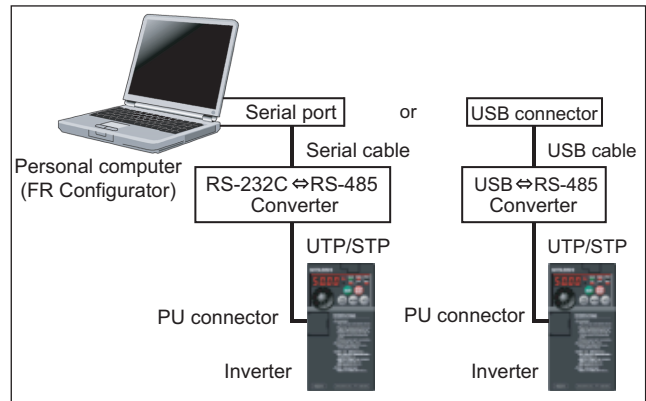 Serial port
or
USB connector
Serial cable
USB cable
Personal computer
(FR Configurator)
RS-232C⇔RS-485
Converter
USB⇔RS-485
Converter
UTP/STP
UTP/STP
PU connector
PU connector
Inverter
Inverter